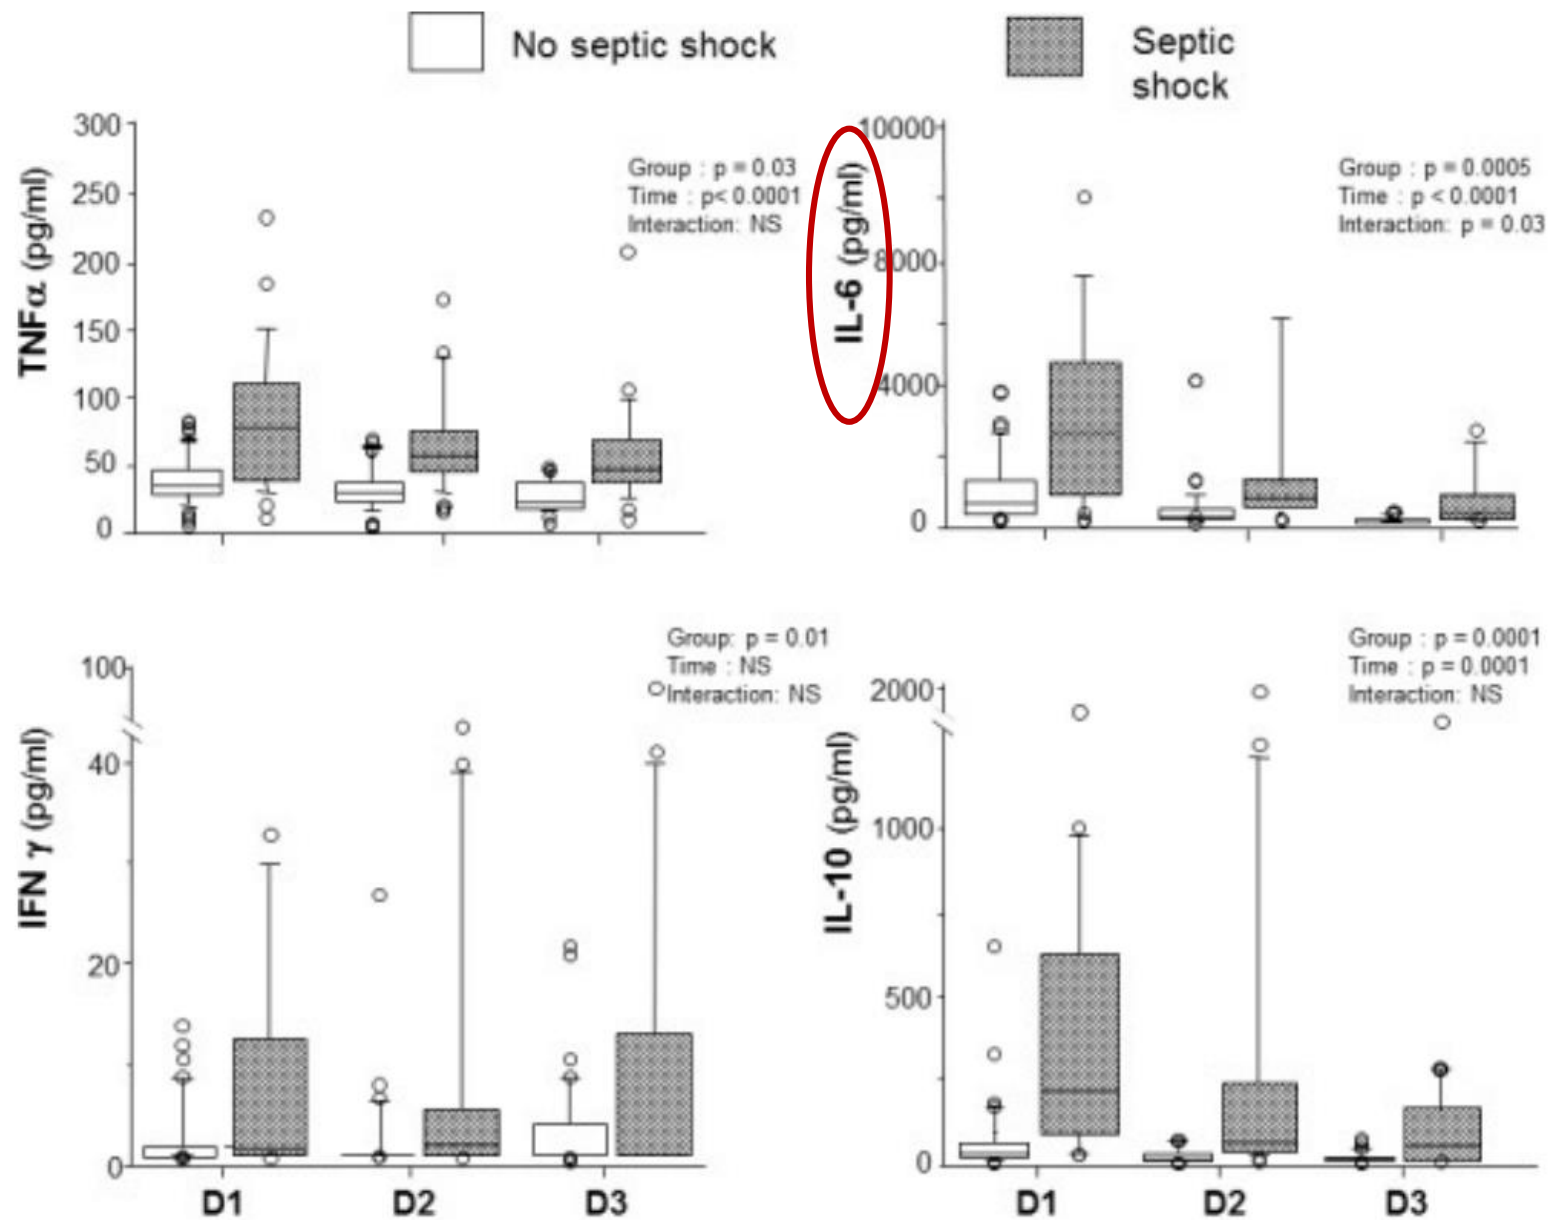 No septic shock
Septic
shock
TNFα (pg/ml)
300
250
200
150
100
50
0
Group : p = 0.03
Time : p< 0.0001
Interaction: NS
IL-6 (pg/ml)
10000
8000
4000
0
Group : p = 0.0005
Time : p < 0.0001
Interaction: p = 0.03
IFN γ (pg/ml)
100
40
20
0
Group: p = 0.01
Time : NS
Interaction: NS
D1 D2 D3
IL-10 (pg/ml)
2000
1000
500
0
Group : p = 0.0001
Time : p = 0.0001
Interaction: NS
D1 D2 D3